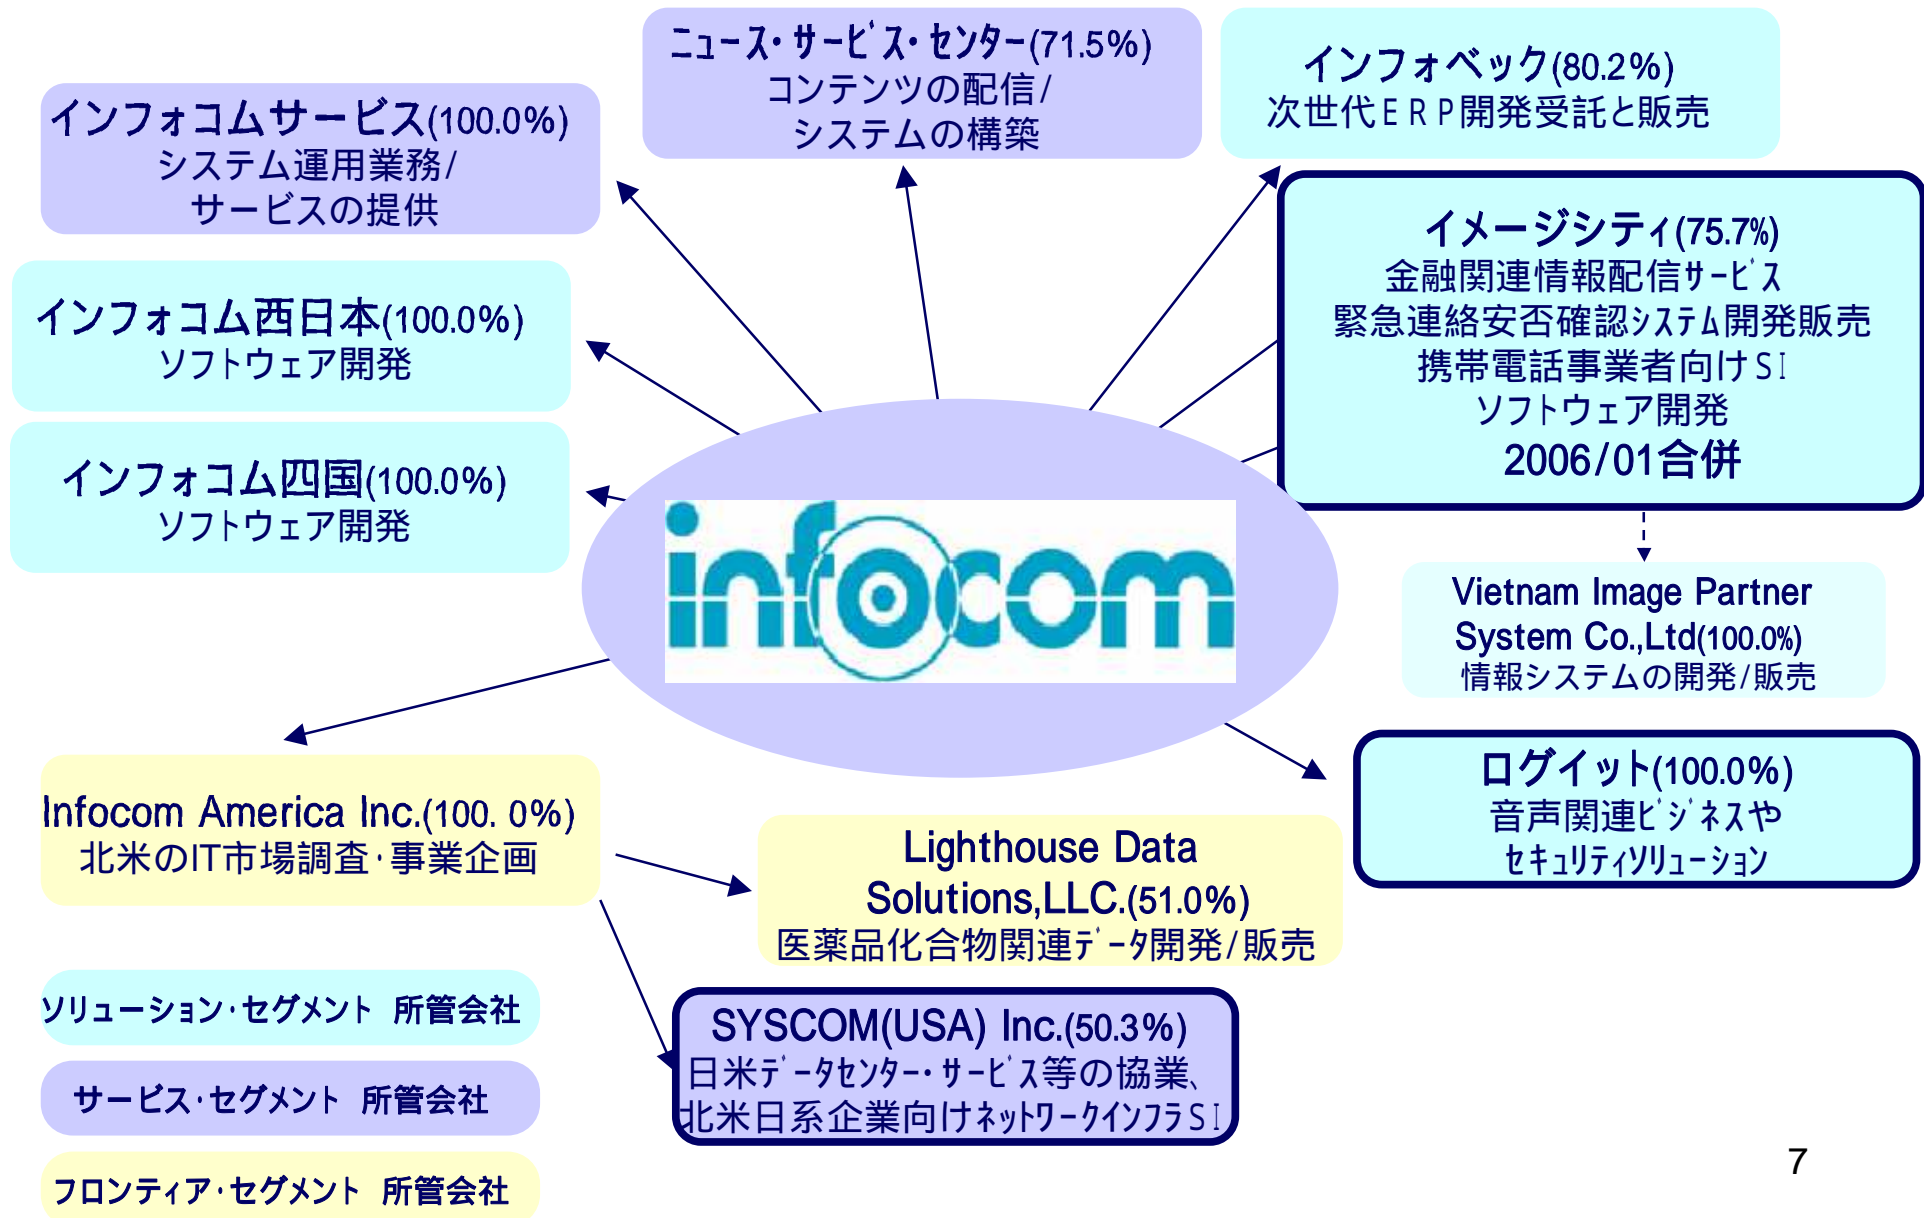 ニュース・サービス・センター(71.5%)
コンテンツの配信/
システムの構築
インフォベック(80.2%)
次世代ERP開発受託と販売
インフォコムサービス(100.0%)
システム運用業務/
サービスの提供
イメージシティ(75.7%)
金融関連情報配信ｻｰﾋﾞｽ
緊急連絡安否確認ｼｽﾃﾑ開発販売
携帯電話事業者向けSI
ソフトウェア開発
2006/01合併
インフォコム西日本(100.0%)
ソフトウェア開発
インフォコム四国(100.0%)
ソフトウェア開発
infocom
Vietnam Image Partner
System Co.,Ltd(100.0%)
情報システムの開発/販売
ログイット(100.0%)
音声関連ﾋﾞｼﾞﾈｽや
ｾｷｭﾘﾃｨｿﾘｭｰｼｮﾝ
Infocom America Inc.(100. 0%)
北米のIT市場調査･事業企画
Lighthouse Data
Solutions,LLC.(51.0%)
医薬品化合物関連ﾃﾞｰﾀ開発/販売
SYSCOM(USA) Inc.(50.3%)
日米ﾃﾞｰﾀｾﾝﾀｰ･ｻｰﾋﾞｽ等の協業、
北米日系企業向けﾈｯﾄﾜｰｸｲﾝﾌﾗSI
ソリューション･セグメント 所管会社
サービス･セグメント 所管会社
フロンティア･セグメント 所管会社
7